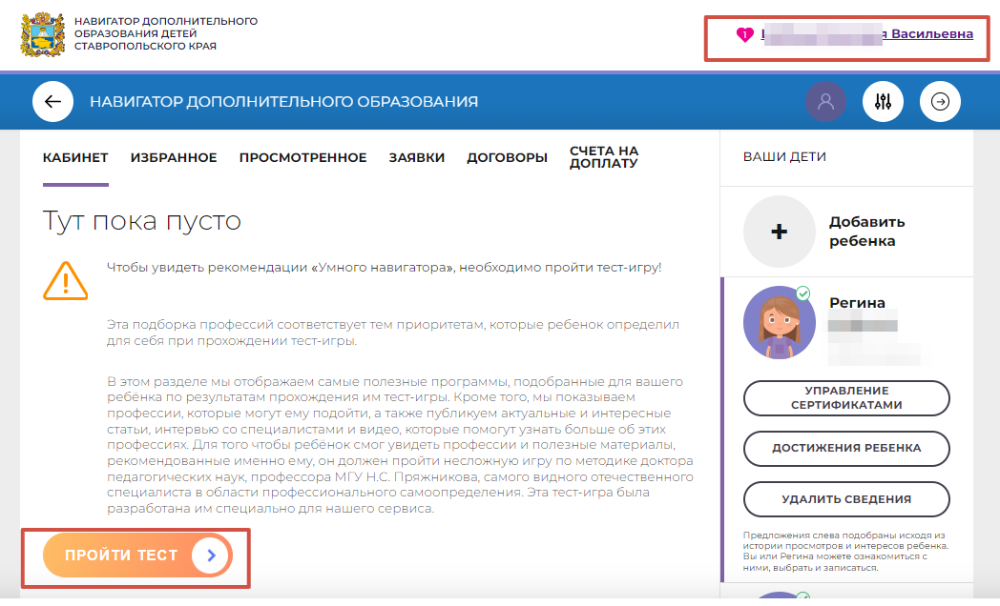 НАВИГАТОР ДОПОЛНИТЕЛЬНОГО
ОБРАЗОВАНИЯ ДЕТЕЙ
СТАВРОПОЛЬСКОГО КРАЯ
1
Васильевна
НАВИГАТОР ДОПОЛНИТЕЛЬНОГО ОБРАЗОВАНИЯ
КАБИНЕТ ИЗБРАННОЕ ПРОСМОТРЕННОЕ ЗАЯВКИ ДОГОВОРЫ СЧЕТА НА
ДОПЛАТУ
Тут пока пусто
Чтобы увидеть рекомендации «Умного навигатора», необходимо пройти тест-игру!
Эта подборка профессий соответствует тем приоритетам, которые ребенок определил
для себя при прохождении тест-игры.
В этом разделе мы отображаем самые полезные программы, подобранные для вашего
ребёнка по результатам прохождения им тест-игры. Кроме того, мы показываем
профессии, которые могут ему подойти, а также публикуем актуальные и интересные
статьи, интервью со специалистами и видео, которые помогут узнать больше об этих
профессиях. Для того чтобы ребёнок смог увидеть профессии и полезные материалы,
рекомендованные именно ему, он должен пройти несложную игру по методике доктора
педагогических наук, профессора МГУ Н.С. Пряжникова, самого видного отечественного
специалиста в области профессионального самоопределения. Эта тест-игра была
разработана им специально для нашего сервиса.
ПРОЙТИ ТЕСТ
ВАШИ ДЕТИ
Добавить
ребенка
Регина
УПРАВЛЕНИЕ
СЕРТИФИКАТАМИ
ДОСТИЖЕНИЯ РЕБЕНКА
УДАЛИТЬ СВЕДЕНИЯ
Предложения слева подобраны исходя из
истории просмотров и интересов ребенка.
Вы или Регина можете ознакомиться с
ними, выбрать и записаться.